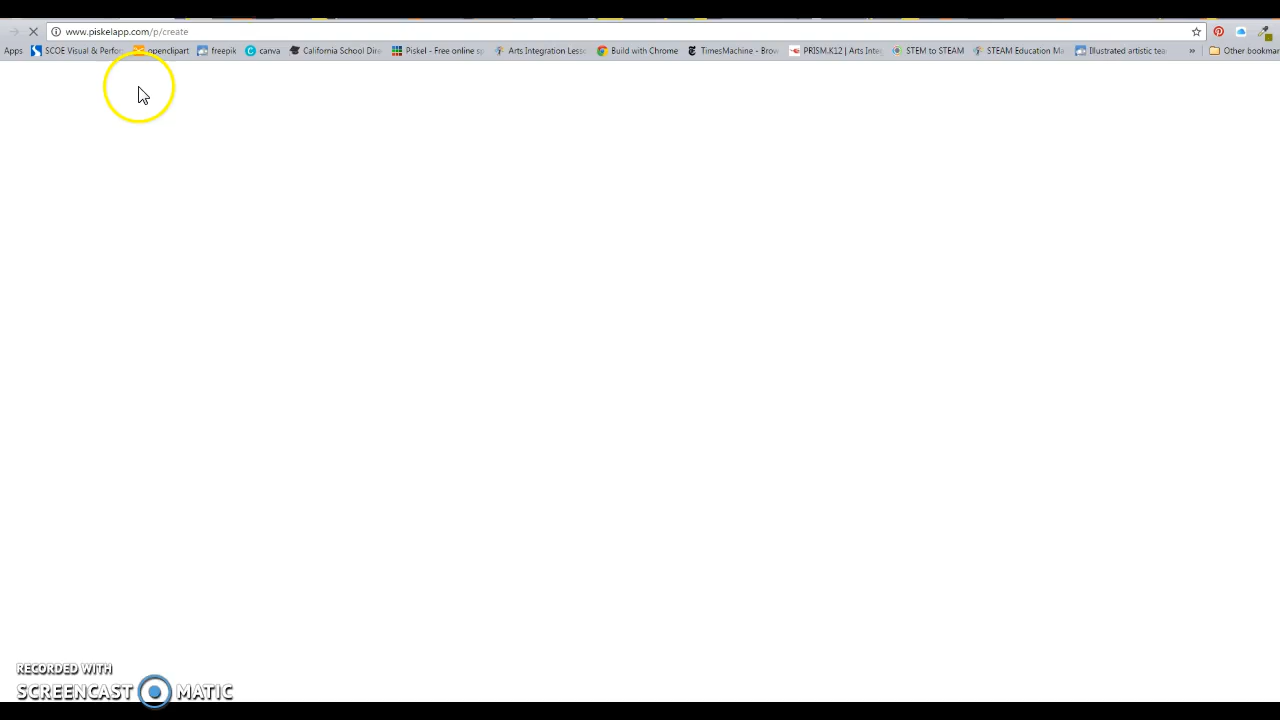 www.piskelapp.com/p/create
Apps SCOE Visual & Perfo openclipart freepik canva California School Dire Piskel - Free online sp Arts Integration Less Build with Chrome TimesMachine - Brow PRISM.K12 | Arts Inte STEM to STEAM STEAM Education Ma Illustrated artistic tea » Other bookmar
RECORDED WITH
SCREENCAST MATIC